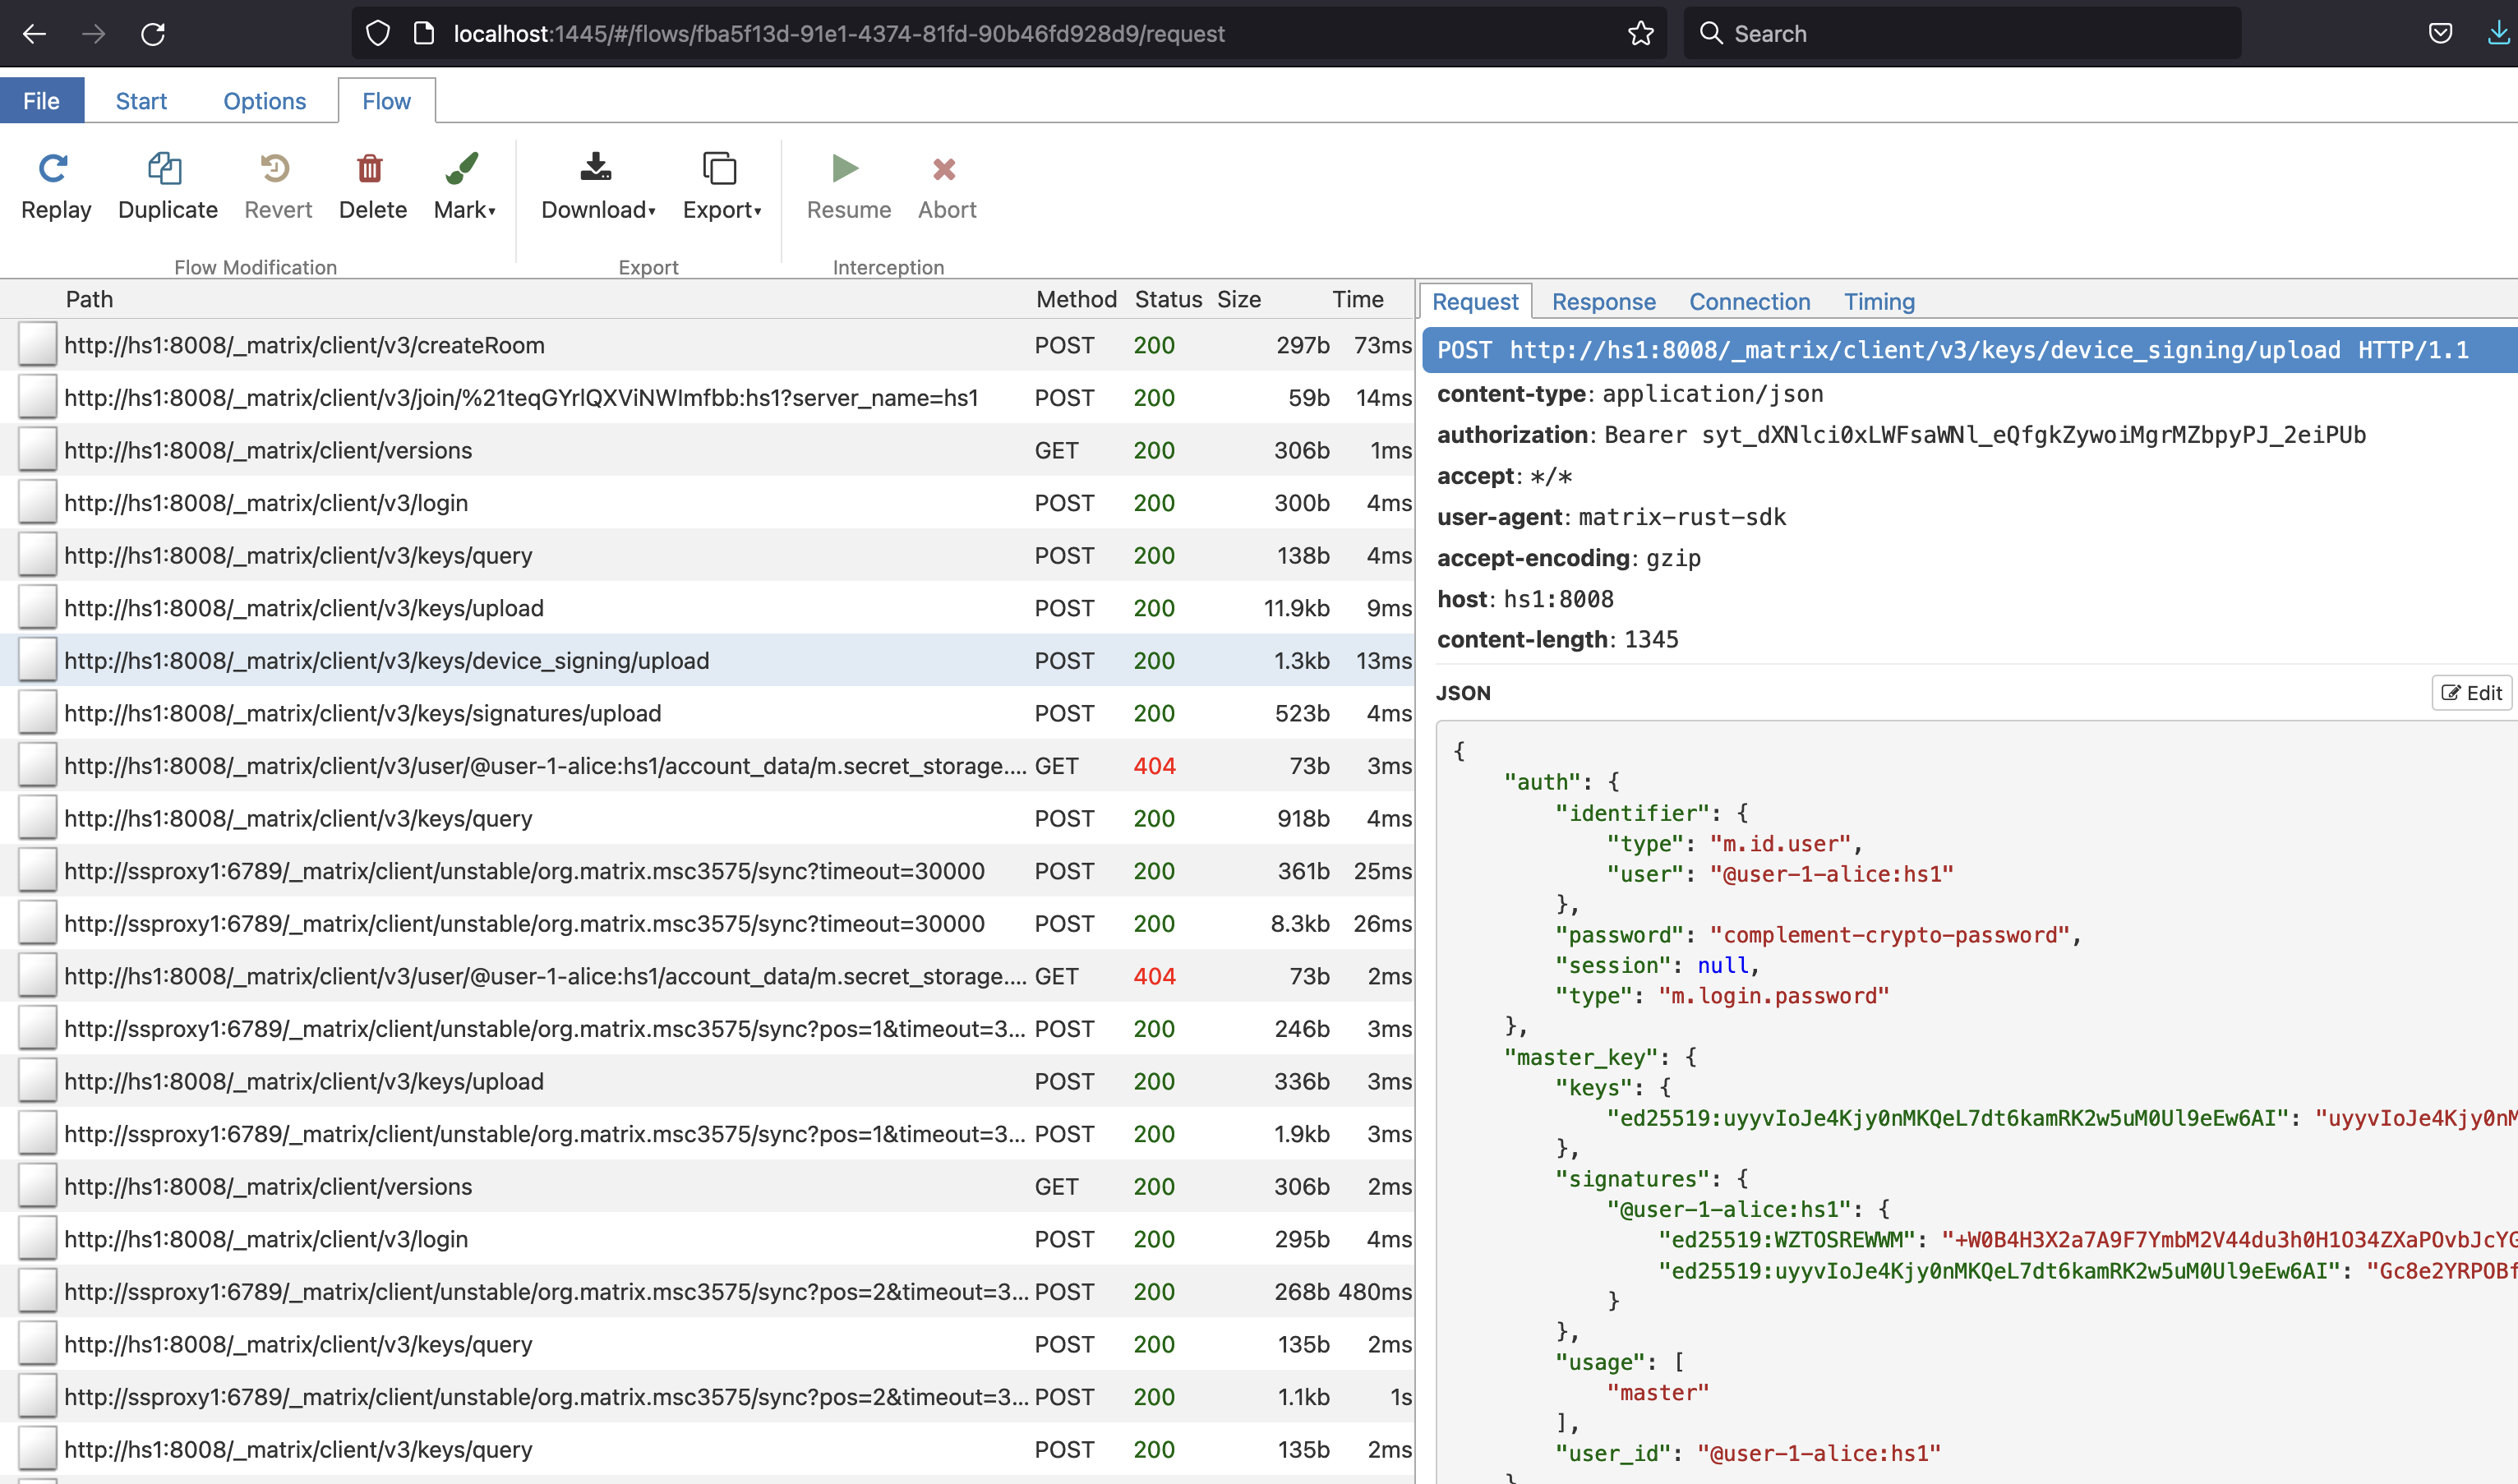 localhost:1445/#/flows/fba5f13d-91e1-4374-81fd-90b46fd928d9/request
Search
File Start Options Flow
Replay Duplicate Revert Delete Mark▾ Download▾ Export▾ Resume Abort
Flow Modification Export Interception
Path Method Status Size Time
http://hs1:8008/_matrix/client/v3/createRoom POST 200 297b 73ms
http://hs1:8008/_matrix/client/v3/join/%21teqGYrlQXViNWImfbb:hs1?server_name=hs1 POST 200 59b 14ms
http://hs1:8008/_matrix/client/versions GET 200 306b 1ms
http://hs1:8008/_matrix/client/v3/login POST 200 300b 4ms
http://hs1:8008/_matrix/client/v3/keys/query POST 200 138b 4ms
http://hs1:8008/_matrix/client/v3/keys/upload POST 200 11.9kb 9ms
http://hs1:8008/_matrix/client/v3/keys/device_signing/upload POST 200 1.3kb 13ms
http://hs1:8008/_matrix/client/v3/keys/signatures/upload POST 200 523b 4ms
http://hs1:8008/_matrix/client/v3/user/@user-1-alice:hs1/account_data/m.secret_storage.... GET 404 73b 3ms
http://hs1:8008/_matrix/client/v3/keys/query POST 200 918b 4ms
http://ssproxy1:6789/_matrix/client/unstable/org.matrix.msc3575/sync?timeout=30000 POST 200 361b 25ms
http://ssproxy1:6789/_matrix/client/unstable/org.matrix.msc3575/sync?timeout=30000 POST 200 8.3kb 26ms
http://hs1:8008/_matrix/client/v3/user/@user-1-alice:hs1/account_data/m.secret_storage.... GET 404 73b 2ms
http://ssproxy1:6789/_matrix/client/unstable/org.matrix.msc3575/sync?pos=1&timeout=3... POST 200 246b 3ms
http://hs1:8008/_matrix/client/v3/keys/upload POST 200 336b 3ms
http://ssproxy1:6789/_matrix/client/unstable/org.matrix.msc3575/sync?pos=1&timeout=3... POST 200 1.9kb 3ms
http://hs1:8008/_matrix/client/versions GET 200 306b 2ms
http://hs1:8008/_matrix/client/v3/login POST 200 295b 4ms
http://ssproxy1:6789/_matrix/client/unstable/org.matrix.msc3575/sync?pos=2&timeout=3... POST 200 268b 480ms
http://hs1:8008/_matrix/client/v3/keys/query POST 200 135b 2ms
http://ssproxy1:6789/_matrix/client/unstable/org.matrix.msc3575/sync?pos=2&timeout=3... POST 200 1.1kb 1s
http://hs1:8008/_matrix/client/v3/keys/query POST 200 135b 2ms
Request Response Connection Timing
POST http://hs1:8008/_matrix/client/v3/keys/device_signing/upload HTTP/1.1
content-type: application/json
authorization: Bearer syt_dXNlci0xLWFsaWNl_eQfgkZywoiMgrMZbpyPJ_2eiPUb
accept: */*
user-agent: matrix-rust-sdk
accept-encoding: gzip
host: hs1:8008
content-length: 1345
JSON
Edit
{
"auth": {
"identifier": {
"type": "m.id.user",
"user": "@user-1-alice:hs1"
},
"password": "complement-crypto-password",
"session": null,
"type": "m.login.password"
},
"master_key": {
"keys": {
"ed25519:uyyvIoJe4Kjy0nMKQeL7dt6kamRK2w5uM0Ul9eEw6AI": "uyyvIoJe4Kjy0nM
},
"signatures": {
"@user-1-alice:hs1": {
"ed25519:WZTOSREWWM": "+W0B4H3X2a7A9F7YmbM2V44du3h0H1O34ZXaPOvbJcYG
"ed25519:uyyvIoJe4Kjy0nMKQeL7dt6kamRK2w5uM0Ul9eEw6AI": "Gc8e2YRPOBf
}
},
"usage": [
"master"
],
"user_id": "@user-1-alice:hs1"
}